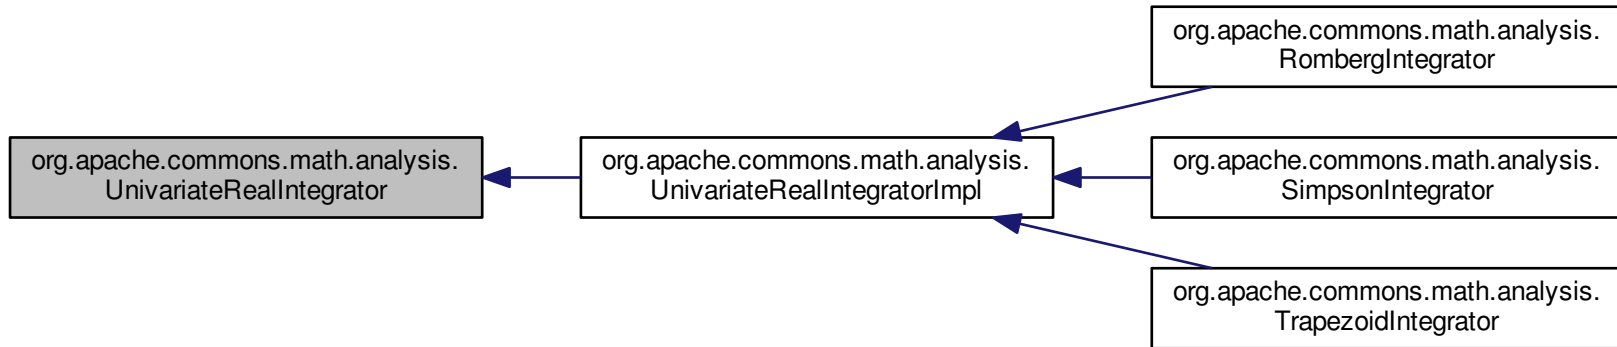 org.apache.commons.math.analysis.
RombergIntegrator
org.apache.commons.math.analysis.
UnivariateRealIntegrator
org.apache.commons.math.analysis.
UnivariateRealIntegratorImpl
org.apache.commons.math.analysis.
SimpsonIntegrator
org.apache.commons.math.analysis.
TrapezoidIntegrator